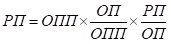 РП = ОПП × ОП/ОПП × РП/ОП